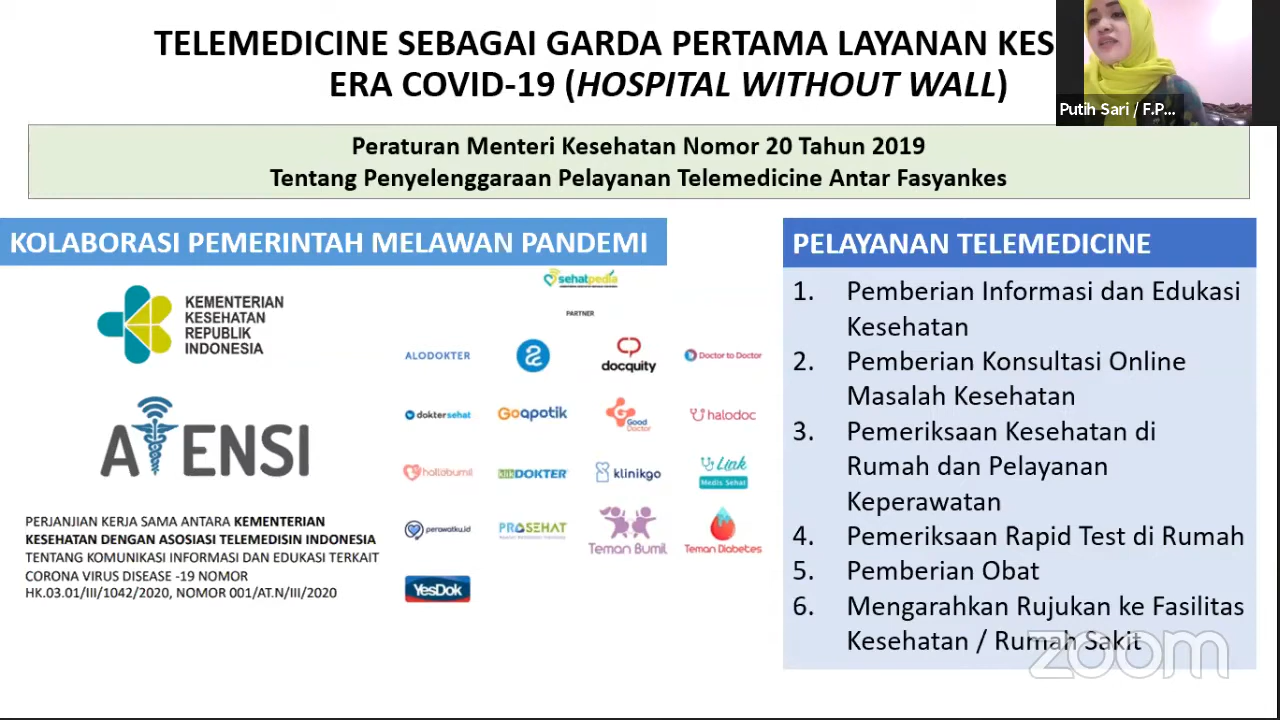 TELEMEDICINE SEBAGAI GARDA PERTAMA LAYANAN KES
ERA COVID-19 (HOSPITAL WITHOUT WALL)
Putih Sari / F.P...
Peraturan Menteri Kesehatan Nomor 20 Tahun 2019
Tentang Penyelenggaraan Pelayanan Telemedicine Antar Fasyankes
KOLABORASI PEMERINTAH MELAWAN PANDEMI
KEMENTERIAN
KESEHATAN
REPUBLIK
INDONESIA
ATENSI
PERJANJIAN KERJA SAMA ANTARA KEMENTERIAN
KESEHATAN DENGAN ASOSIASI TELEMEDISIN INDONESIA
TENTANG KOMUNIKASI INFORMASI DAN EDUKASI TERKAIT
CORONA VIRUS DISEASE -19 NOMOR
HK.03.01/III/1042/2020, NOMOR 001/AT.N/III/2020
sehatpedia
PARTNER
ALODOKTER
docquity
Doctor to Doctor
doktersehat
Goapotik
Good
Doctor
halodoc
hallobumil
klikDOKTER
klinikgo
Link
Medis Sehat
perawatku.id
PROSEHAT
Teman Bumil
Teman Diabetes
YesDok
PELAYANAN TELEMEDICINE
1. Pemberian Informasi dan Edukasi
Kesehatan
2. Pemberian Konsultasi Online
Masalah Kesehatan
3. Pemeriksaan Kesehatan di
Rumah dan Pelayanan
Keperawatan
4. Pemeriksaan Rapid Test di Rumah
5. Pemberian Obat
6. Mengarahkan Rujukan ke Fasilitas
Kesehatan / Rumah Sakit
zoom